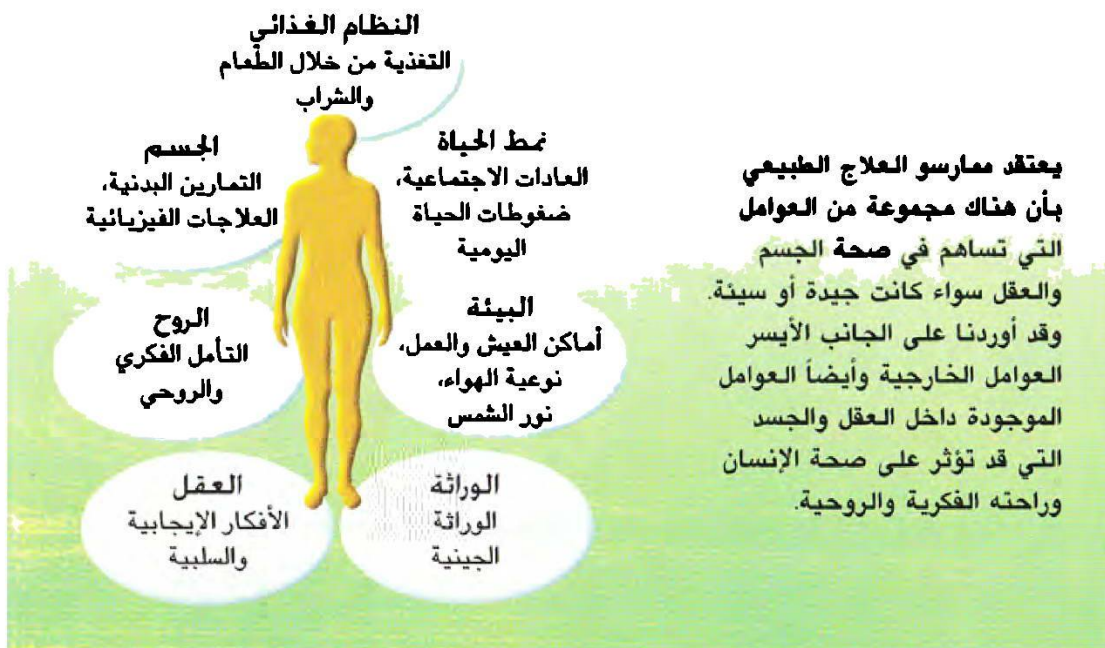 النظام الغذائي
التغذية من خلال الطعام
والشراب
نمط الحياة
العادات الاجتماعية،
ضغوطات الحياة
اليومية
الجسم
التمارين البدنية،
العلاجات الفيزيائية
البيئة
أماكن العيش والعمل،
نوعية الهواء،
نور الشمس
الروح
التأمل الفكري
والروحي
الوراثة
الوراثة
الجينية
العقل
الأفكار الإيجابية
والسلبية
يعتقد ممارسو العلاج الطبيعي
بأن هناك مجموعة من العوامل
التي تساهم في صحة الجسم
والعقل سواء كانت جيدة أو سيئة.
وقد أوردنا على الجانب الأيسر
العوامل الخارجية وأيضاً العوامل
الموجودة داخل العقل والجسد
التي قد تؤثر على صحة الإنسان
وراحته الفكرية والروحية.